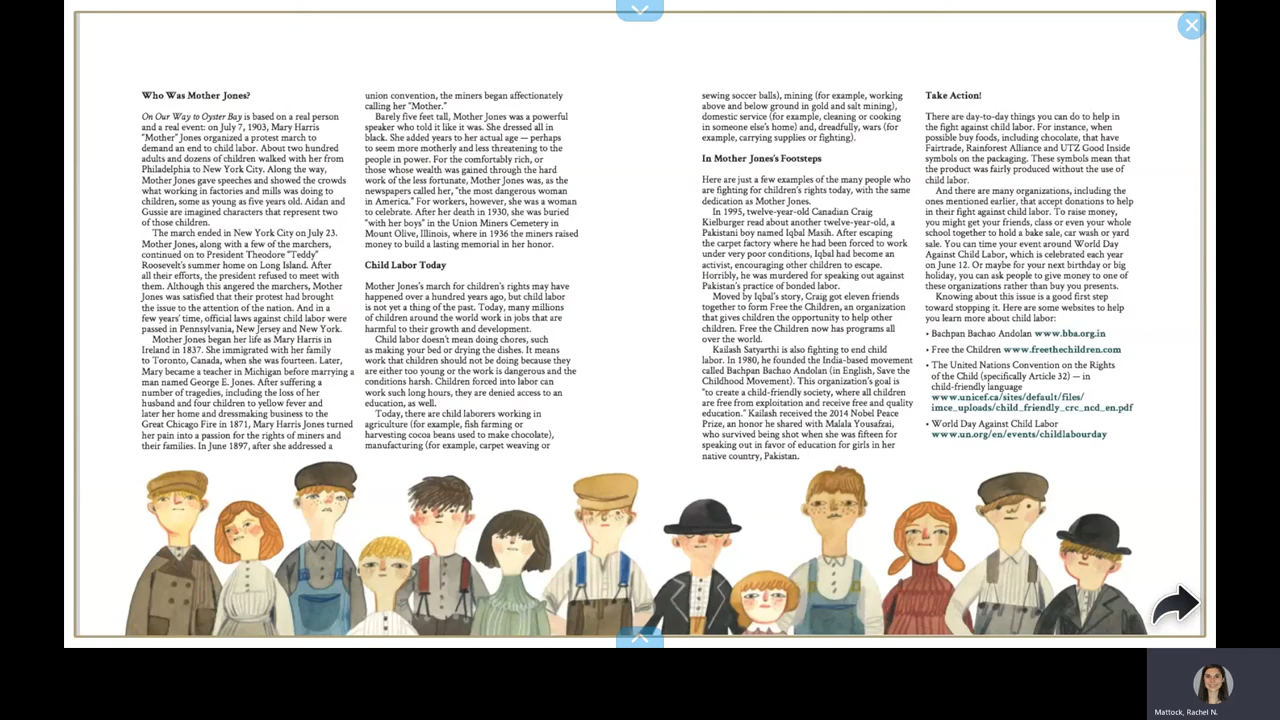 Who Was Mother Jones?
On Our Way to Oyster Bay is based on a real person
and a real event: on July 7, 1903, Mary Harris
"Mother" Jones organized a protest march to
demand an end to child labor. About two hundred
adults and dozens of children walked with her from
Philadelphia to New York City. Along the way,
Mother Jones gave speeches and showed the crowds
what working in factories and mills was doing to
children, some as young as five years old. Aidan and
Gussie are imagined characters that represent two
of those children.
The march ended in New York City on July 23.
Mother Jones, along with a few of the marchers,
continued on to President Theodore "Teddy"
Roosevelt's summer home on Long Island. After
all their efforts, the president refused to meet with
them. Although this angered the marchers, Mother
Jones was satisfied that their protest had brought
the issue to the attention of the nation. And in a
few years' time, official laws against child labor were
passed in Pennsylvania, New Jersey and New York.
Mother Jones began her life as Mary Harris in
Ireland in 1837. She immigrated with her family
to Toronto, Canada, when she was fourteen. Later,
Mary became a teacher in Michigan before marrying a
man named George E. Jones. After suffering a
number of tragedies, including the loss of her
husband and four children to yellow fever and
later her home and dressmaking business to the
Great Chicago Fire in 1871, Mary Harris Jones turned
her pain into a passion for the rights of miners and
their families. In June 1897, after she addressed a
union convention, the miners began affectionately
calling her "Mother."
Barely five feet tall, Mother Jones was a powerful
speaker who told it like it was. She dressed all in
black. She added years to her actual age — perhaps
to seem more motherly and less threatening to the
people in power. For the comfortably rich, or
those whose wealth was gained through the hard
work of the less fortunate, Mother Jones was, as the
newspapers called her, "the most dangerous woman
in America." For workers, however, she was a woman
to celebrate. After her death in 1930, she was buried
"with her boys" in the Union Miners Cemetery in
Mount Olive, Illinois, where in 1936 the miners raised
money to build a lasting memorial in her honor.
Child Labor Today
Mother Jones's march for children's rights may have
happened over a hundred years ago, but child labor
is not yet a thing of the past. Today, many millions
of children around the world work in jobs that are
harmful to their growth and development.
Child labor doesn't mean doing chores, such
as making your bed or drying the dishes. It means
work that children should not be doing because they
are either too young or the work is dangerous and the
conditions harsh. Children forced into labor can
work such long hours, they are denied access to an
education, as well.
Today, there are child laborers working in
agriculture (for example, fish farming or
harvesting cocoa beans used to make chocolate),
manufacturing (for example, carpet weaving or
sewing soccer balls), mining (for example, working
above and below ground in gold and salt mining),
domestic service (for example, cleaning or cooking
in someone else's home) and, dreadfully, wars (for
example, carrying supplies or fighting).
In Mother Jones's Footsteps
Here are just a few examples of the many people who
are fighting for children's rights today, with the same
dedication as Mother Jones.
In 1995, twelve-year-old Canadian Craig
Kielburger read about another twelve-year-old, a
Pakistani boy named Iqbal Masih. After escaping
the carpet factory where he had been forced to work
under very poor conditions, Iqbal had become an
activist, encouraging other children to escape.
Horribly, he was murdered for speaking out against
Pakistan's practice of bonded labor.
Moved by Iqbal's story, Craig got eleven friends
together to form Free the Children, an organization
that gives children the opportunity to help other
children. Free the Children now has programs all
over the world.
Kailash Satyarthi is also fighting to end child
labor. In 1980, he founded the India-based movement
called Bachpan Bachao Andolan (in English, Save the
Childhood Movement). This organization's goal is
"to create a child-friendly society, where all children
are free from exploitation and receive free and quality
education." Kailash received the 2014 Nobel Peace
Prize, an honor he shared with Malala Yousafzai,
who survived being shot when she was fifteen for
speaking out in favor of education for girls in her
native country, Pakistan.
Take Action!
There are day-to-day things you can do to help in
the fight against child labor. For instance, when
possible buy foods, including chocolate, that have
Fairtrade, Rainforest Alliance and UTZ Good Inside
symbols on the packaging. These symbols mean that
the product was fairly produced without the use of
child labor.
And there are many organizations, including the
ones mentioned earlier, that accept donations to help
in their fight against child labor. To raise money,
you might get your friends, class or even your whole
school together to hold a bake sale, car wash or yard
sale. You can time your event around World Day
Against Child Labor, which is celebrated each year
on June 12. Or maybe for your next birthday or big
holiday, you can ask people to give money to one of
these organizations rather than buy you presents.
Knowing about this issue is a good first step
toward stopping it. Here are some websites to help
you learn more about child labor:
• Bachpan Bachao Andolan www.bba.org.in
• Free the Children www.freethechildren.com
• The United Nations Convention on the Rights
of the Child (specifically Article 32) — in
child-friendly language
www.unicef.ca/sites/default/files/
imce_uploads/child_friendly_crc_ncd_en.pdf
• World Day Against Child Labor
www.un.org/en/events/childlabourday
Mattock, Rachel N.